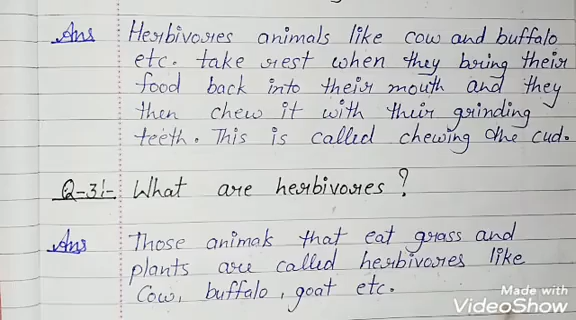 Ans Herbivores animals like cow and buffalo
etc. take rest when they bring their
food back into their mouth and they
then chew it with their grinding
teeth. This is called chewing the cud.
Q-3:- What are herbivores?
Ans Those animals that eat grass and
plants are called herbivores like
Cow, buffalo, goat etc.
Made with
VideoShow